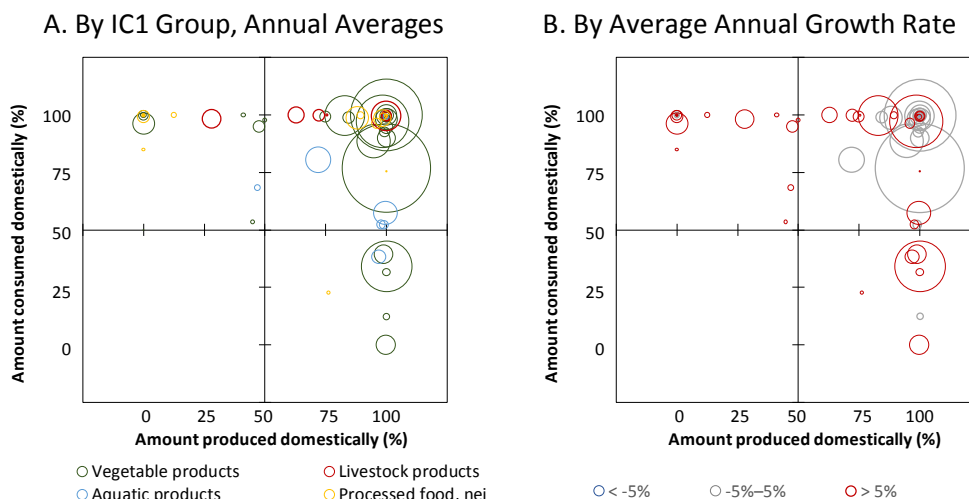 A. By IC1 Group, Annual Averages
B. By Average Annual Growth Rate
Amount consumed domestically (%)
100
75
50
25
0
0
25
50
75
100
Amount produced domestically (%)
Vegetable products
Livestock products
Aquatic products
Processed food, nei
Amount consumed domestically (%)
100
75
50
25
0
0
25
50
75
100
Amount produced domestically (%)
< -5%
-5%–5%
> 5%